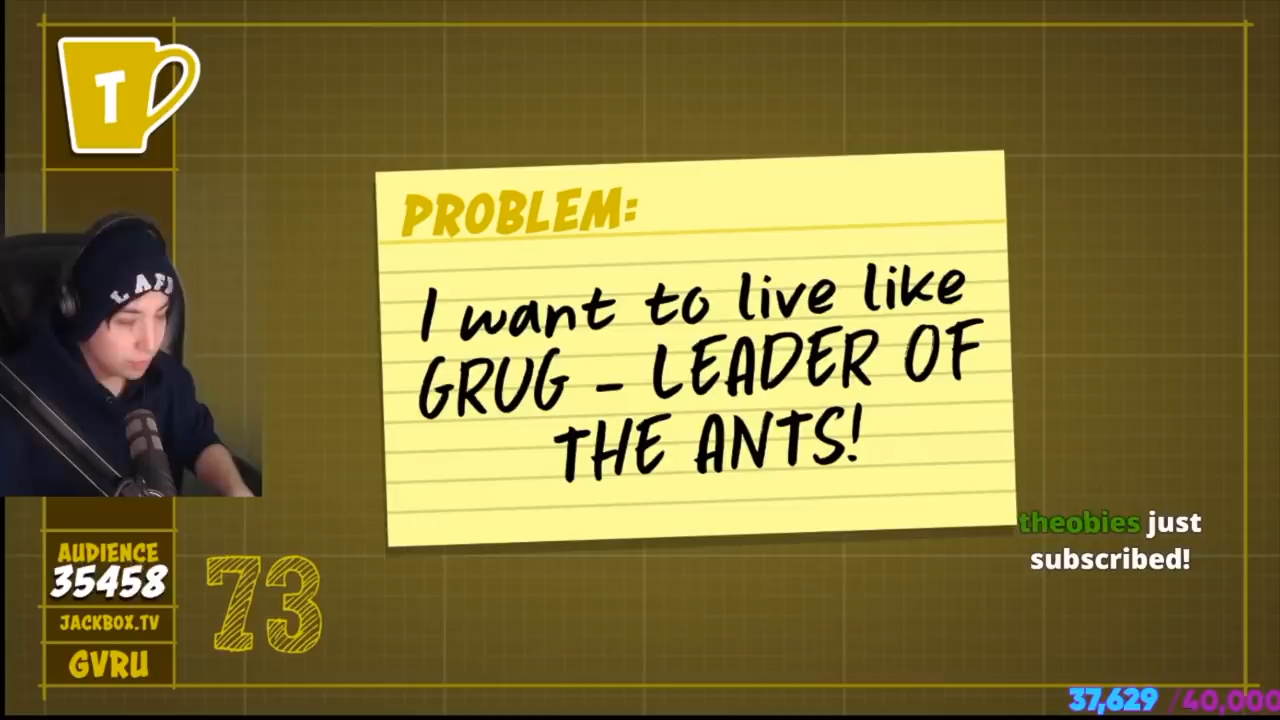 T
PROBLEM:
I want to live like
GRUG - LEADER OF
THE ANTS!
theobies just
subscribed!
AUDIENCE
35458
JACKBOX.TV
GVRU
73
37,629 /40,000